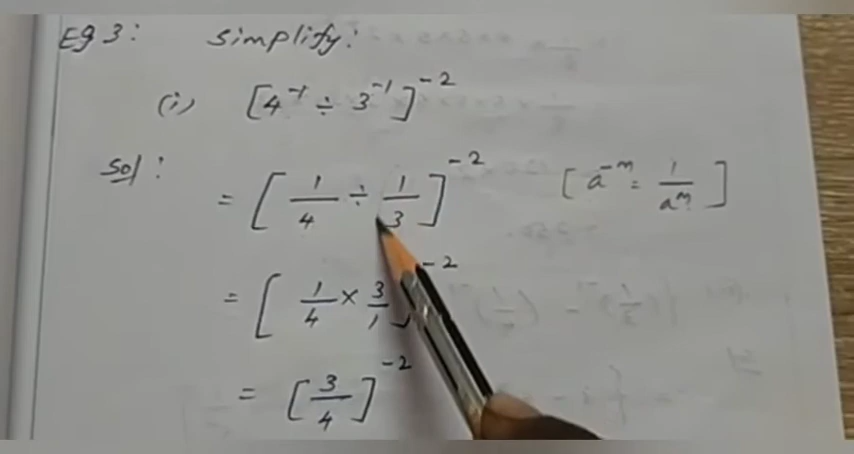 Eg 3: Simplify:
(i) [4⁻¹ ÷ 3⁻¹]⁻²
Sol:
= [1/4 ÷ 1/3]⁻² [a⁻ᵐ = 1/aᵐ]
= [1/4 × 3/1]⁻²
= [3/4]⁻²